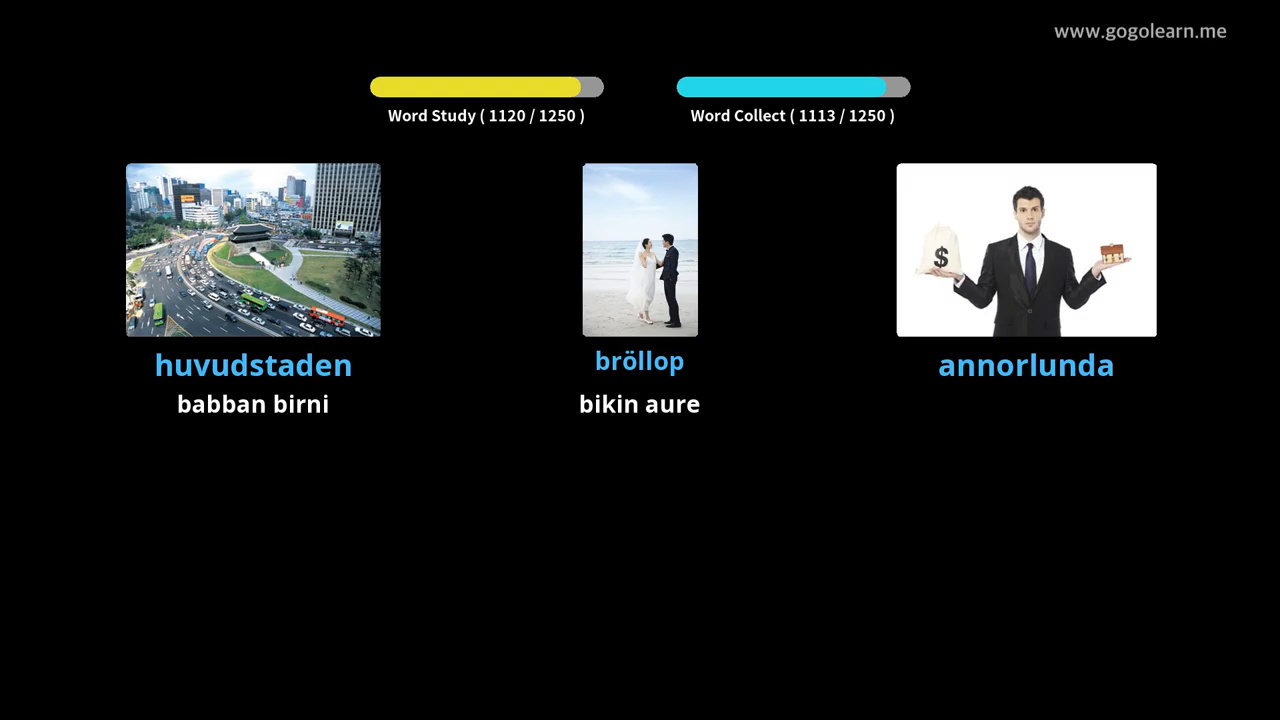 www.gogolearn.me
Word Study ( 1120 / 1250 )
Word Collect ( 1113 / 1250 )
$
huvudstaden
bröllop
annorlunda
babban birni
bikin aure